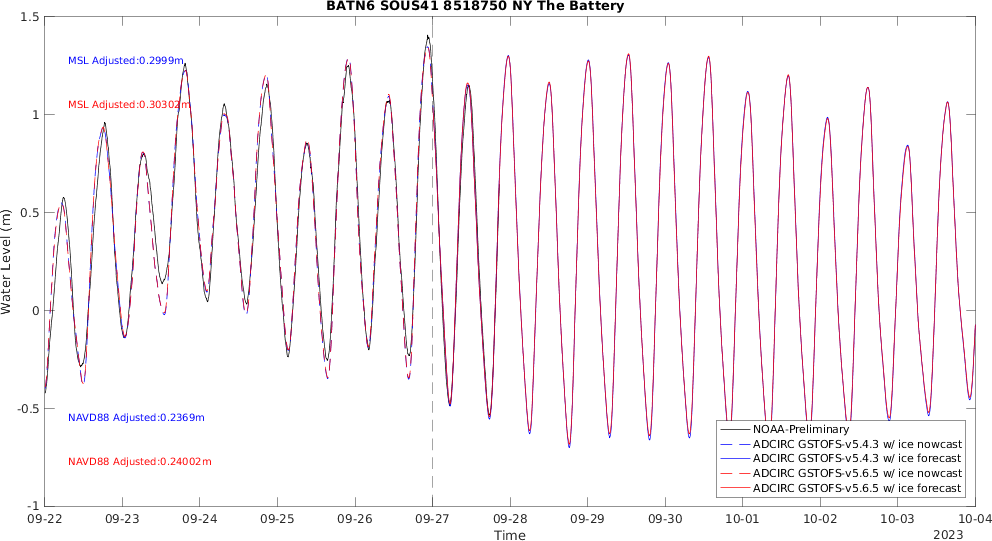 BATN6 SOUS41 8518750 NY The Battery
1.5
MSL Adjusted:0.2999m
MSL Adjusted:0.30302m
1
0.5
Water Level (m)
0
-0.5
NAVD88 Adjusted:0.2369m
NAVD88 Adjusted:0.24002m
NOAA-Preliminary
ADCIRC GSTOFS-v5.4.3 w/ ice nowcast
ADCIRC GSTOFS-v5.4.3 w/ ice forecast
ADCIRC GSTOFS-v5.6.5 w/ ice nowcast
ADCIRC GSTOFS-v5.6.5 w/ ice forecast
-1
09-22 09-23 09-24 09-25 09-26 09-27 09-28 09-29 09-30 10-01 10-02 10-03 10-04
Time
2023